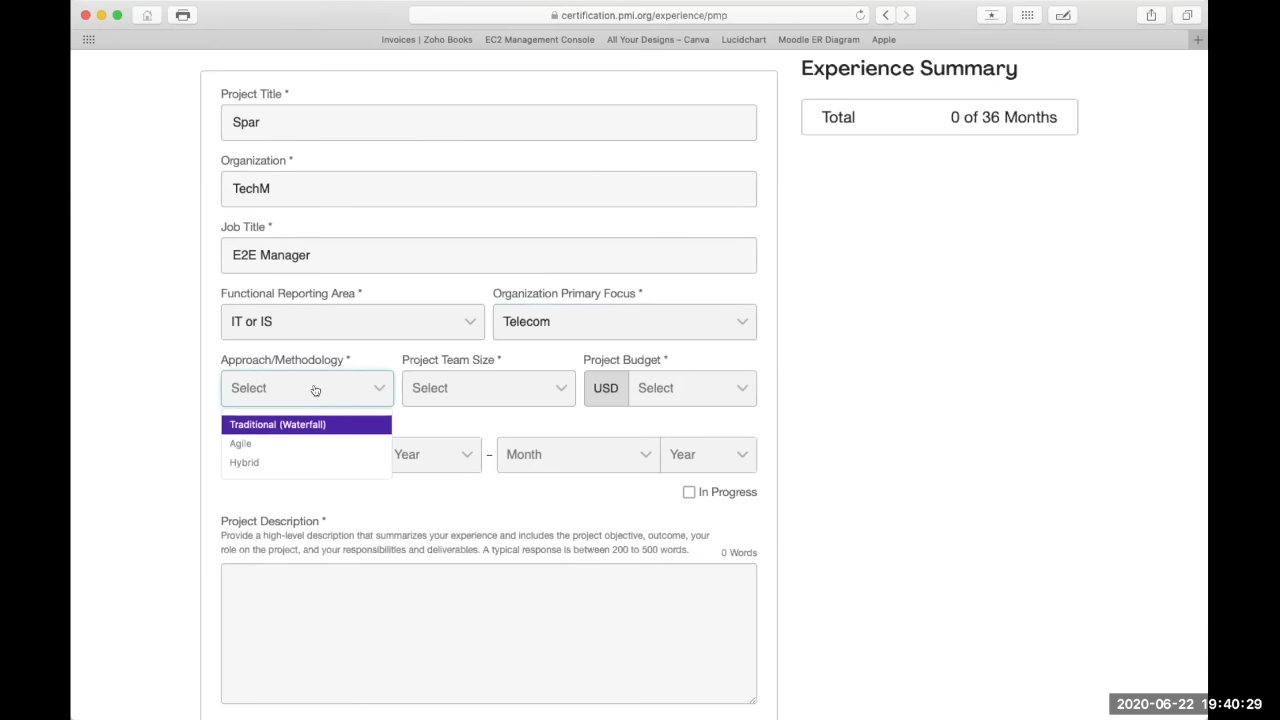 certification.pmi.org/experience/pmp
Invoices | Zoho Books EC2 Management Console All Your Designs – Canva Lucidchart Moodle ER Diagram Apple
Experience Summary
Total 0 of 36 Months
Project Title *
Spar
Organization *
TechM
Job Title *
E2E Manager
Functional Reporting Area * Organization Primary Focus *
IT or IS Telecom
Approach/Methodology * Project Team Size * Project Budget *
Select Select USD Select
Traditional (Waterfall)
Agile
Hybrid
Year – Month Year
In Progress
Project Description *
Provide a high-level description that summarizes your experience and includes the project objective, outcome, your
role on the project, and your responsibilities and deliverables. A typical response is between 200 to 500 words.
0 Words
2020-06-22 19:40:29